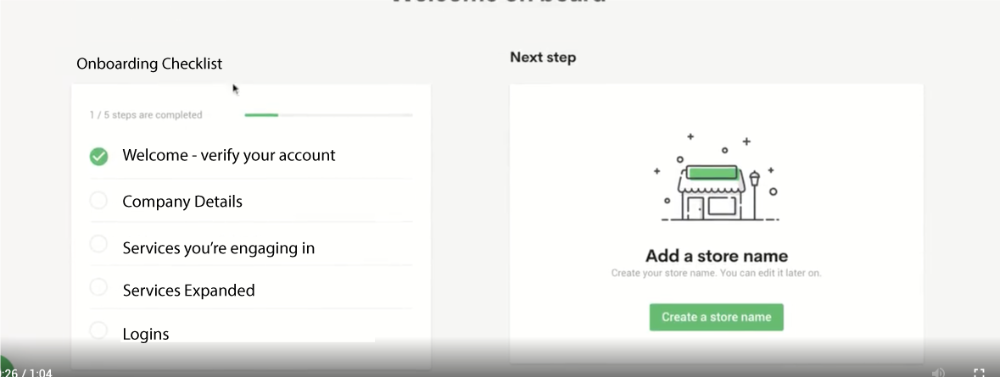 Welcome on board
Onboarding Checklist
1 / 5 steps are completed
Welcome - verify your account
Company Details
Services you're engaging in
Services Expanded
Logins
Next step
Add a store name
Create your store name. You can edit it later on.
Create a store name
:26 / 1:04